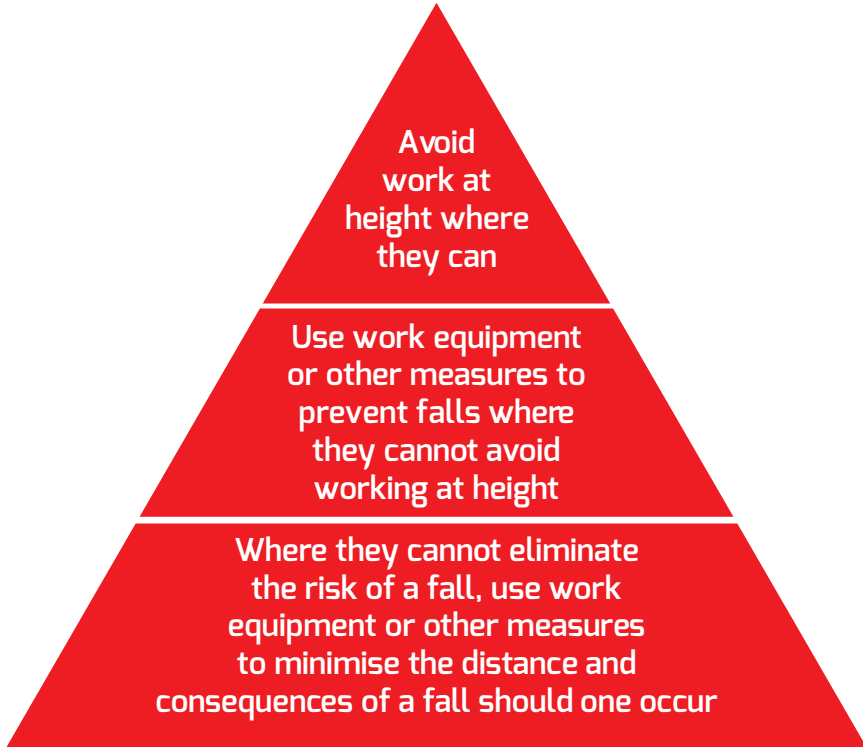 Avoid
work at
height where
they can
Use work equipment
or other measures to
prevent falls where
they cannot avoid
working at height
Where they cannot eliminate
the risk of a fall, use work
equipment or other measures
to minimise the distance and
consequences of a fall should one occur